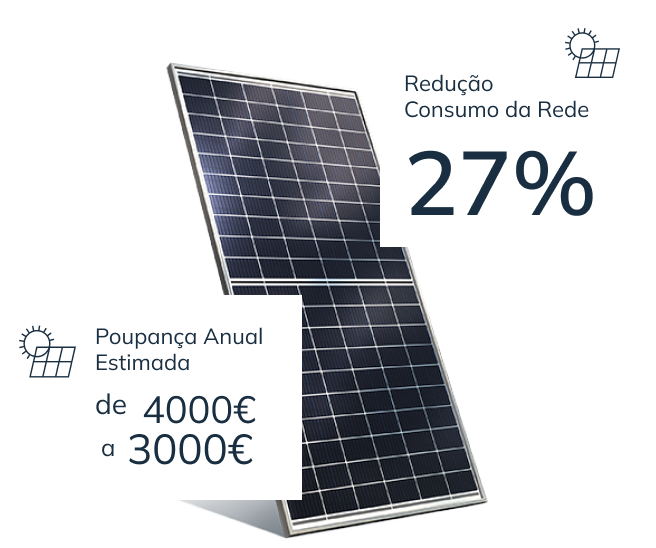 Redução
Consumo da Rede
27%
Poupança Anual
Estimada
de 4000€
a 3000€